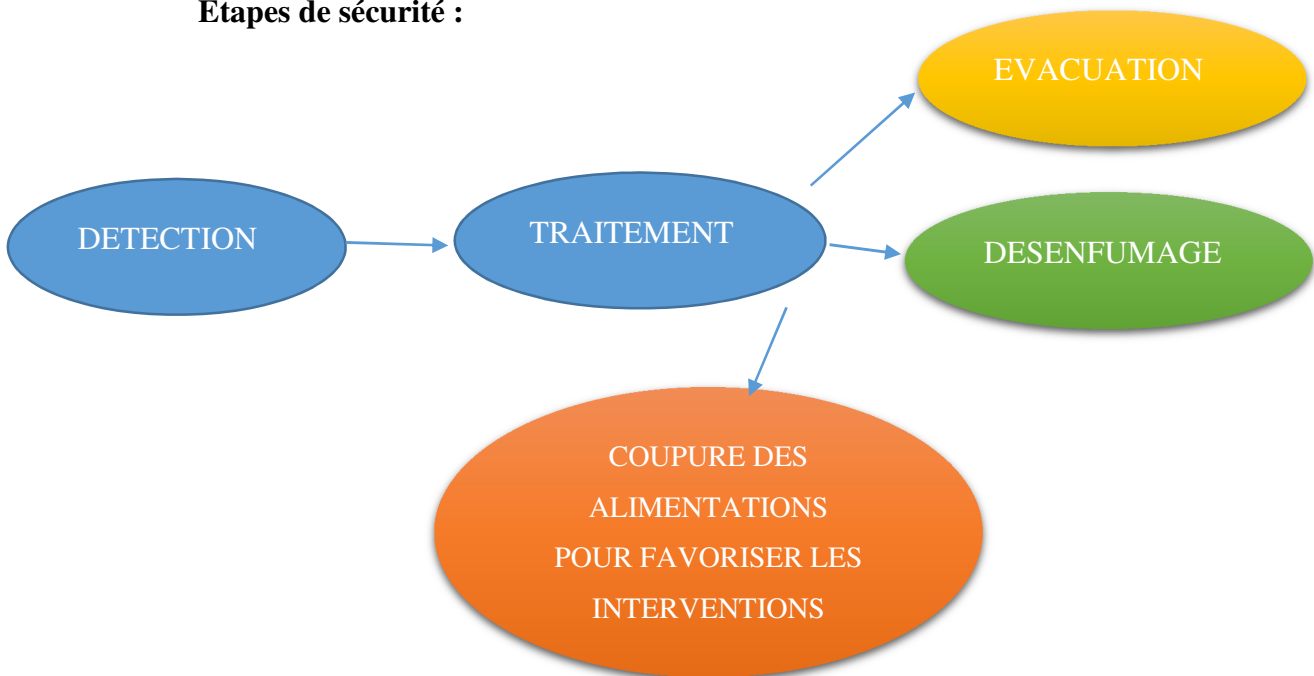 Etapes de sécurité :
EVACUATION
DETECTION
TRAITEMENT
DESENFUMAGE
COUPURE DES
ALIMENTATIONS
POUR FAVORISER LES
INTERVENTIONS